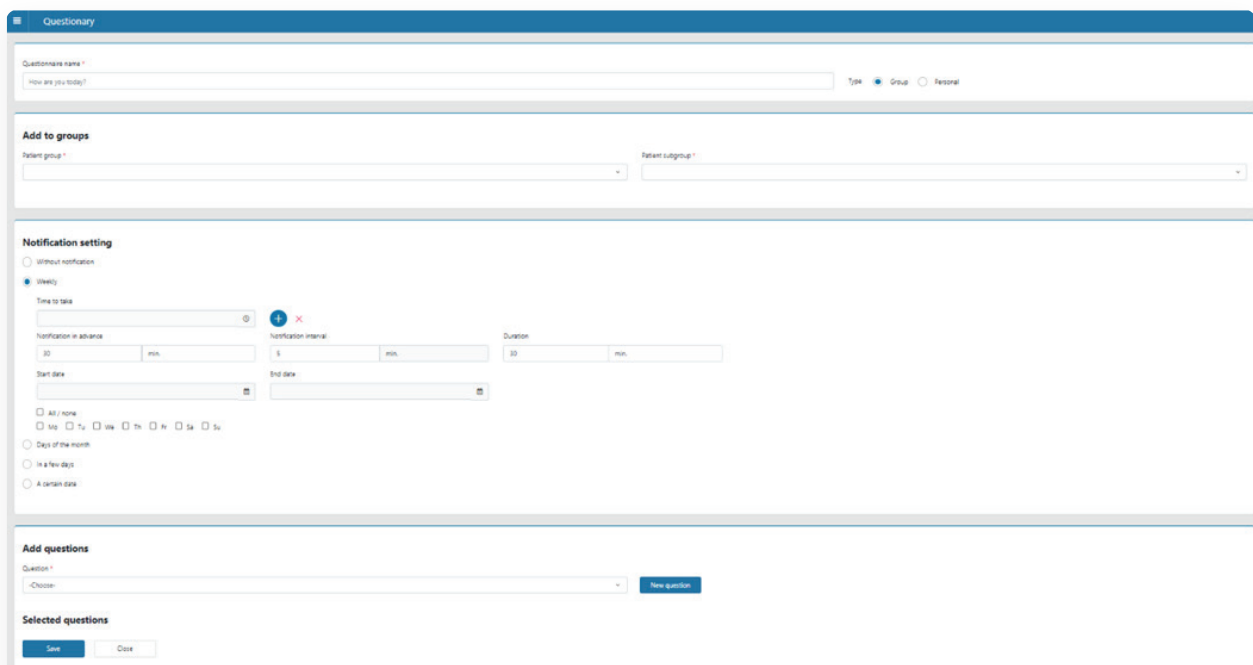 Questionary
Questionnaire name *
How are you today?
Type Group Personal
Add to groups
Patient group * Patient subgroup *
Notification setting
Without notification
Weekly
Time to take
Notification in advance Notification interval Duration
30 min. 5 min. 30 min.
Start date End date
All / none
Mo Tu We Th Fr Sa Su
Days of the month
In a few days
A certain date
Add questions
Question *
-Choose- New question
Selected questions
Save Close